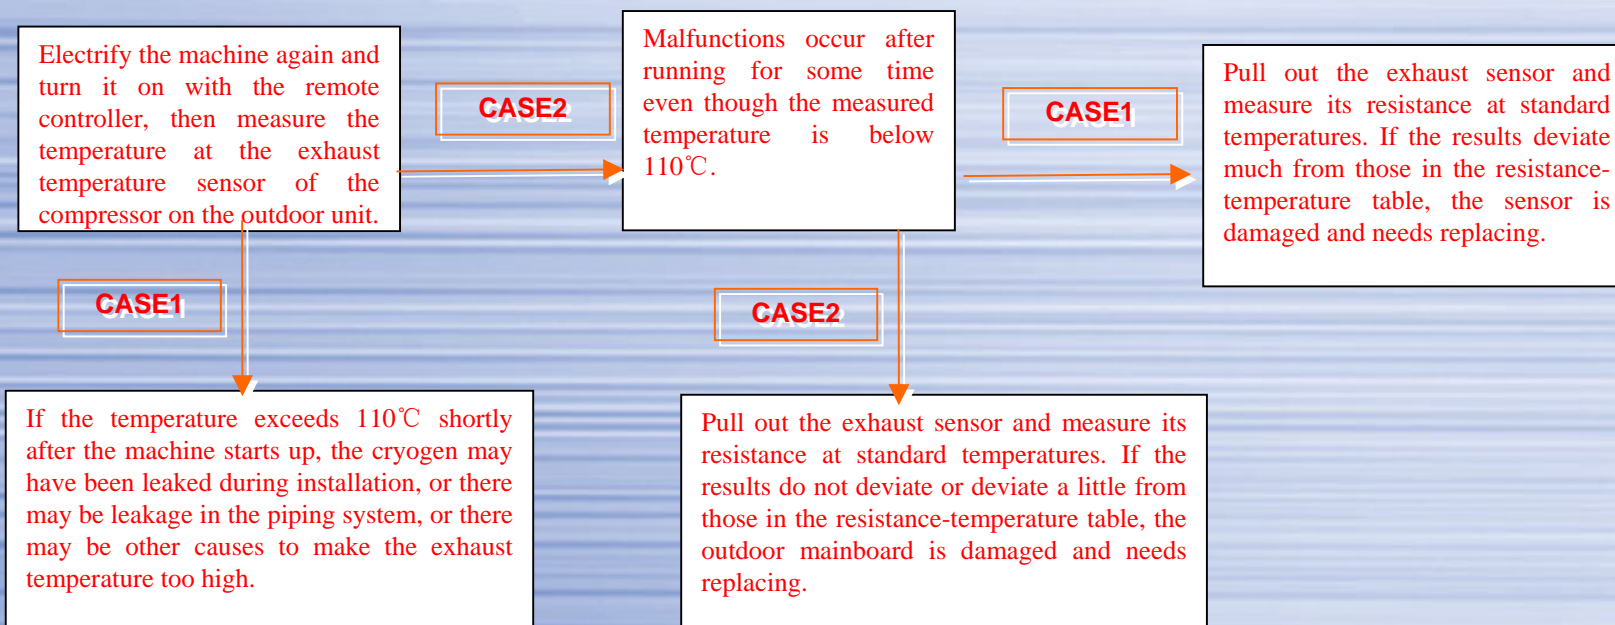 Electrify the machine again and
turn it on with the remote
controller, then measure the
temperature at the exhaust
temperature sensor of the
compressor on the outdoor unit.
CASE2
Malfunctions occur after
running for some time
even though the measured
temperature is below
110℃.
CASE1
Pull out the exhaust sensor and
measure its resistance at standard
temperatures. If the results deviate
much from those in the resistance-
temperature table, the sensor is
damaged and needs replacing.
CASE1
CASE2
If the temperature exceeds 110℃ shortly
after the machine starts up, the cryogen may
have been leaked during installation, or there
may be leakage in the piping system, or there
may be other causes to make the exhaust
temperature too high.
Pull out the exhaust sensor and measure its
resistance at standard temperatures. If the
results do not deviate or deviate a little from
those in the resistance-temperature table, the
outdoor mainboard is damaged and needs
replacing.